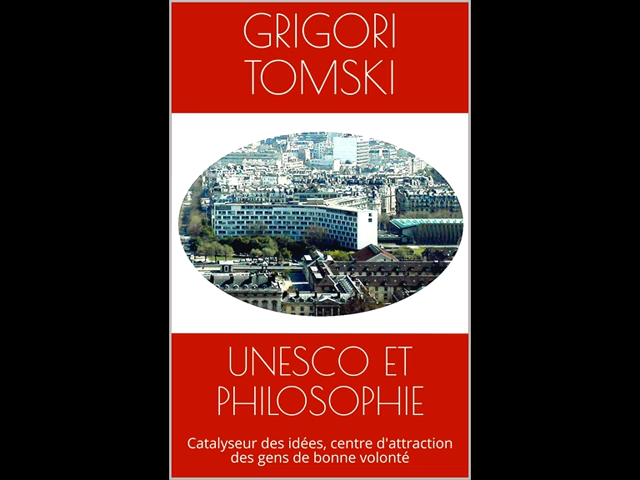 GRIGORI
TOMSKI
UNESCO ET
PHILOSOPHIE
Catalyseur des idées, centre d'attraction
des gens de bonne volonté